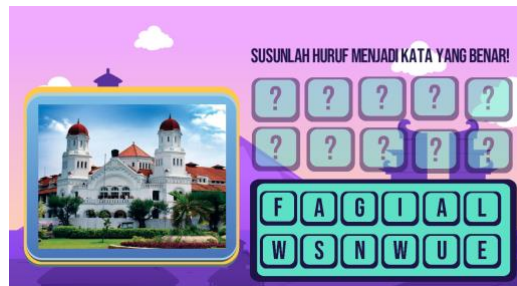 SUSUNLAH HURUF MENJADI KATA YANG BENAR!
? ? ? ? ?
? ? ? ? ?
F A G I A L
W S N W U E